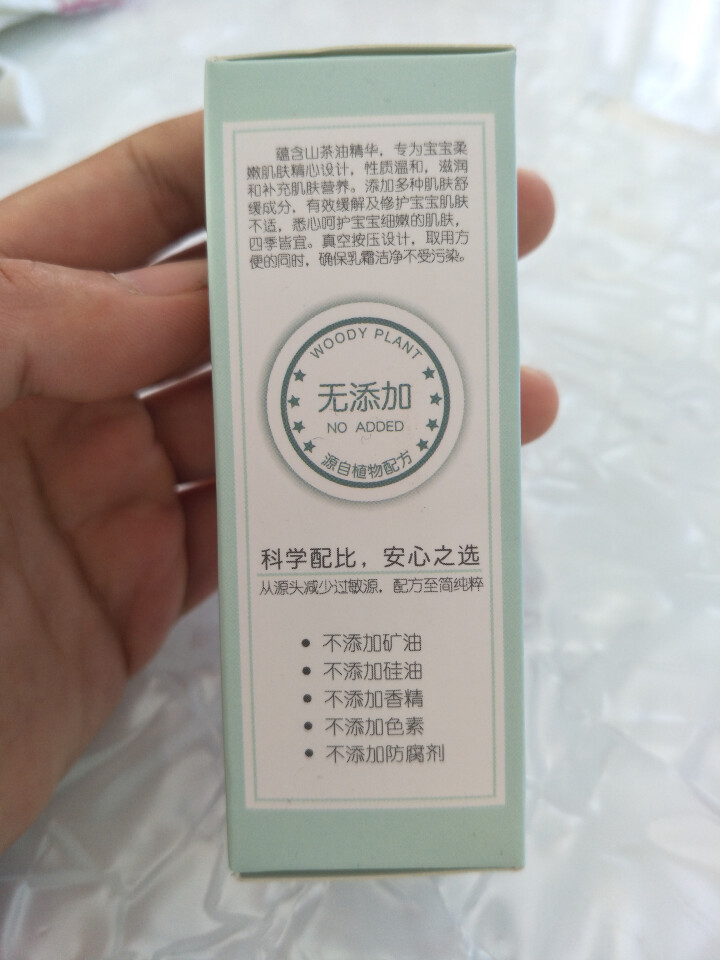 蕴含山茶油精华，专为宝宝柔
嫩肌肤精心设计，性质温和，滋润
和补充肌肤营养。添加多种肌肤舒
缓成分，有效缓解及修护宝宝肌肤
不适，悉心呵护宝宝细嫩的肌肤，
四季皆宜。真空按压设计，取用方
便的同时，确保乳霜洁净不受污染。
WOODY PLANT
无添加
NO ADDED
源自植物配方
科学配比，安心之选
从源头减少过敏源，配方至简纯粹
• 不添加矿油
• 不添加硅油
• 不添加香精
• 不添加色素
• 不添加防腐剂